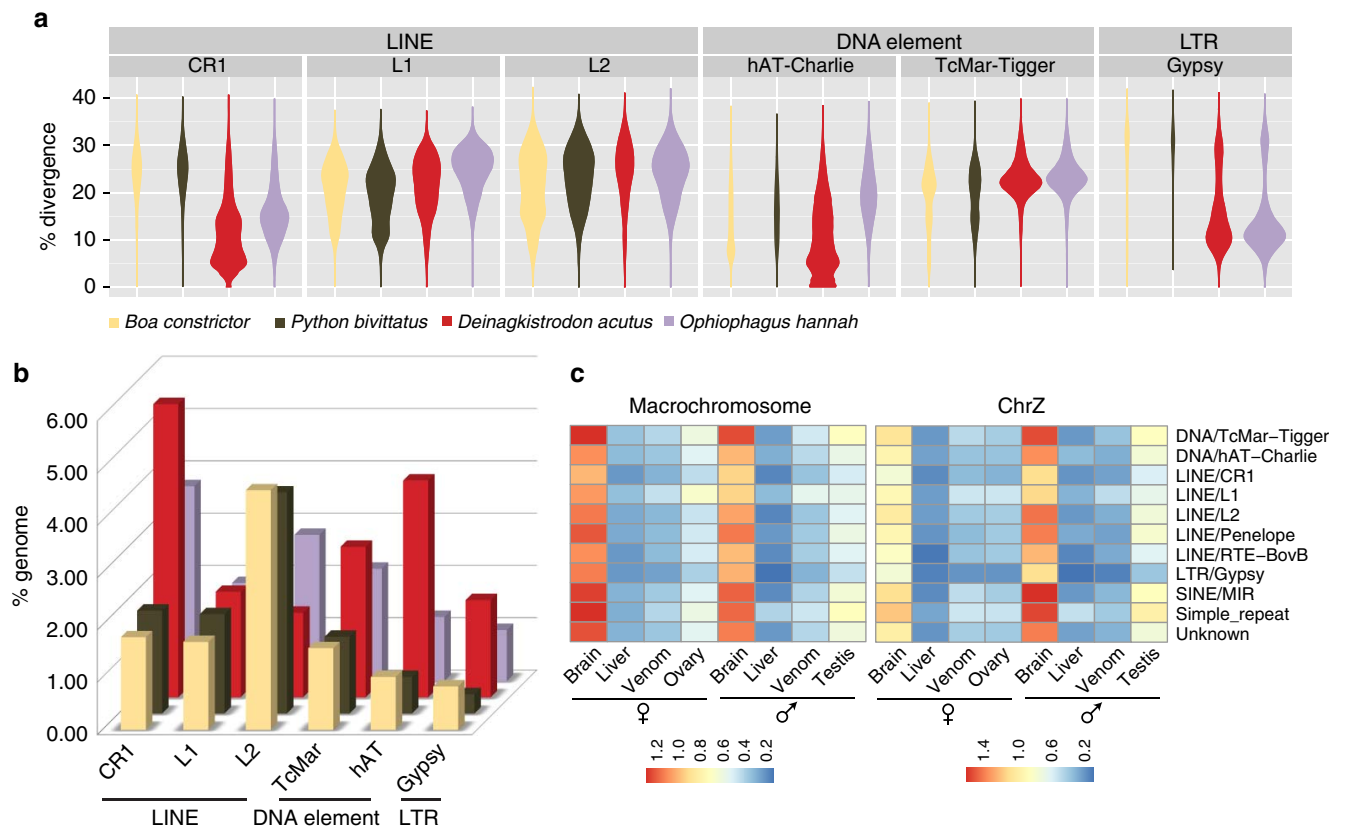 a
LINE
DNA element
LTR
CR1
L1
L2
hAT-Charlie
TcMar-Tigger
Gypsy
% divergence
40
30
20
10
0
Boa constrictor
Python bivittatus
Deinagkistrodon acutus
Ophiophagus hannah
b
% genome
6.00
5.00
4.00
3.00
2.00
1.00
0.00
CR1
L1
L2
TcMar
hAT
Gypsy
LINE
DNA element
LTR
c
Macrochromosome
ChrZ
DNA/TcMar–Tigger
DNA/hAT–Charlie
LINE/CR1
LINE/L1
LINE/L2
LINE/Penelope
LINE/RTE–BovB
LTR/Gypsy
SINE/MIR
Simple_repeat
Unknown
Brain
Liver
Venom
Ovary
Brain
Liver
Venom
Testis
Brain
Liver
Venom
Ovary
Brain
Liver
Venom
Testis
♀
♂
♀
♂
1.2
1.0
0.8
0.6
0.4
0.2
1.4
1.0
0.6
0.2